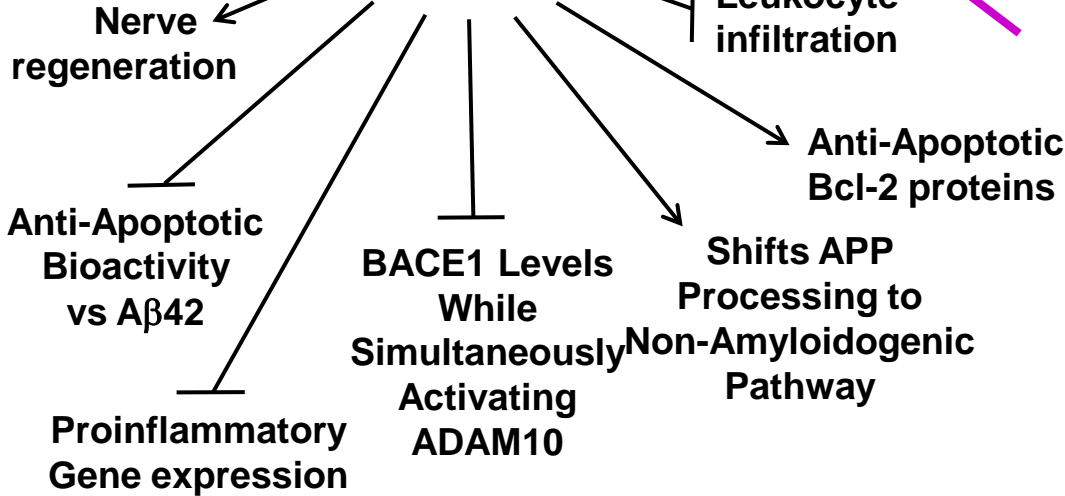 Nerve
regeneration
Leukocyte
infiltration
Anti-Apoptotic
Bcl-2 proteins
Anti-Apoptotic
Bioactivity
vs Aβ42
BACE1 Levels
While
Simultaneously
Activating
ADAM10
Shifts APP
Processing to
Non-Amyloidogenic
Pathway
Proinflammatory
Gene expression